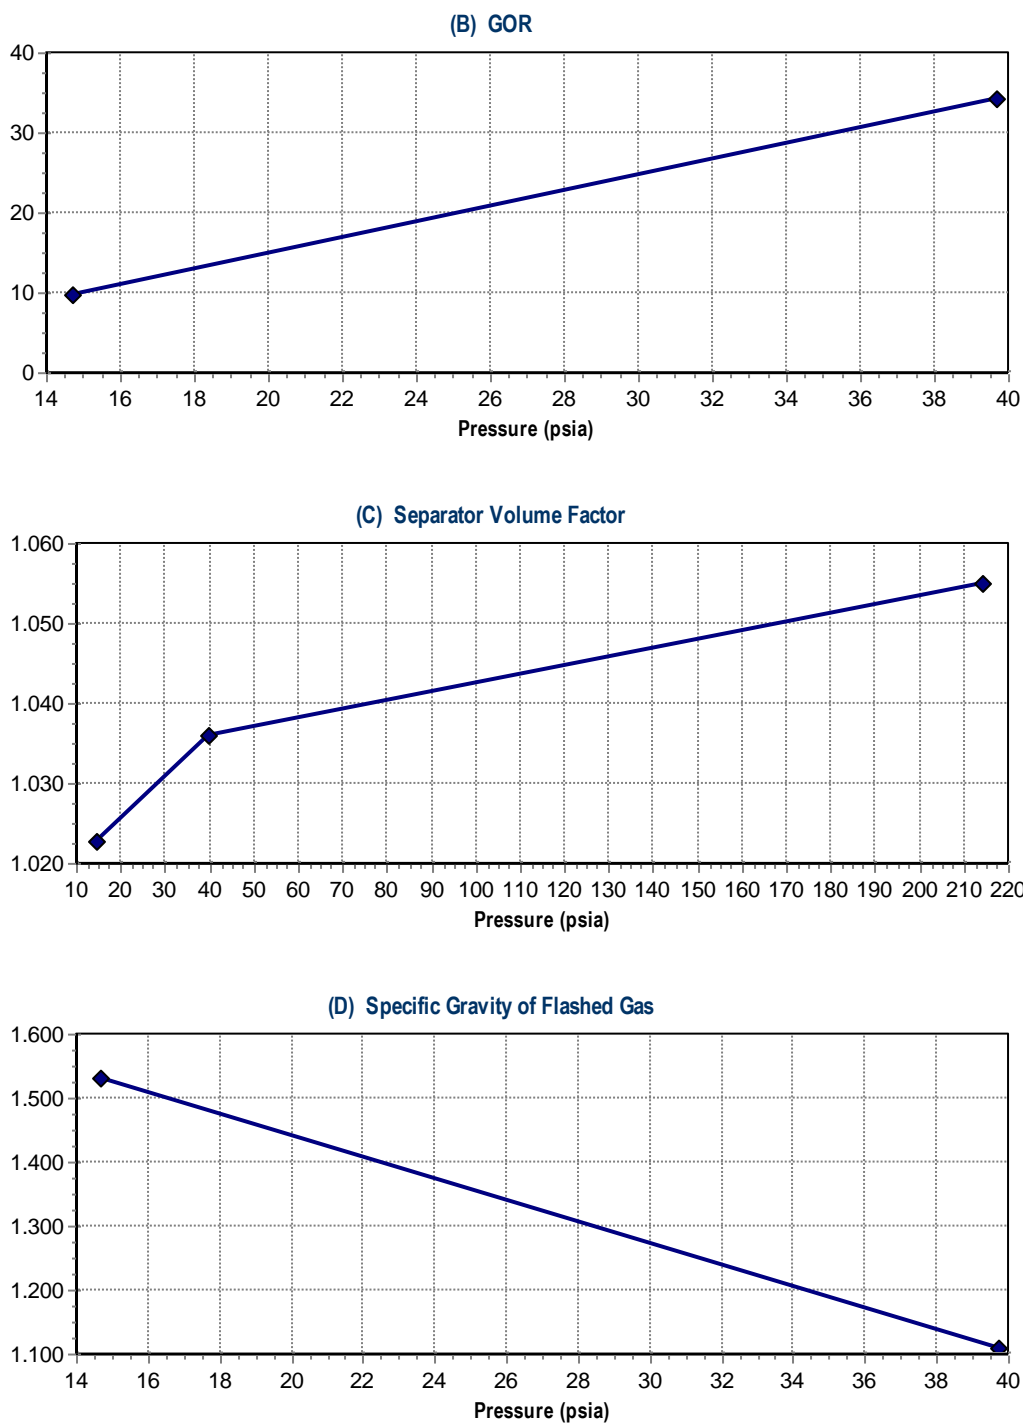 (B) GOR
40
30
20
10
0
14 16 18 20 22 24 26 28 30 32 34 36 38 40
Pressure (psia)
(C) Separator Volume Factor
1.060
1.050
1.040
1.030
1.020
10 20 30 40 50 60 70 80 90 100 110 120 130 140 150 160 170 180 190 200 210 220
Pressure (psia)
(D) Specific Gravity of Flashed Gas
1.600
1.500
1.400
1.300
1.200
1.100
14 16 18 20 22 24 26 28 30 32 34 36 38 40
Pressure (psia)